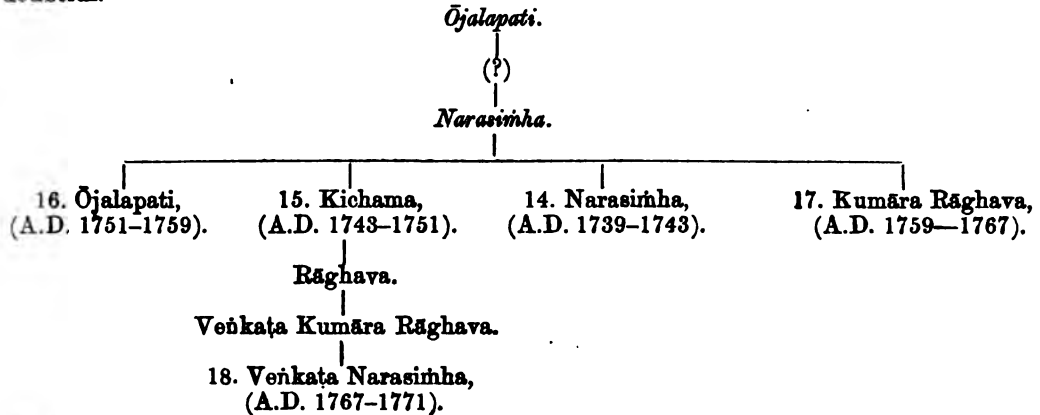 Ōjalapati.
(?)
Narasiṁha.
16. Ōjalapati, 15. Kichama, 14. Narasiṁha, 17. Kumāra Rāghava,
(A.D. 1751–1759). (A.D. 1743–1751). (A.D. 1739–1743). (A.D. 1759—1767).
Rāghava.
Veṅkaṭa Kumāra Rāghava.
18. Veṅkaṭa Narasiṁha,
(A.D. 1767–1771).